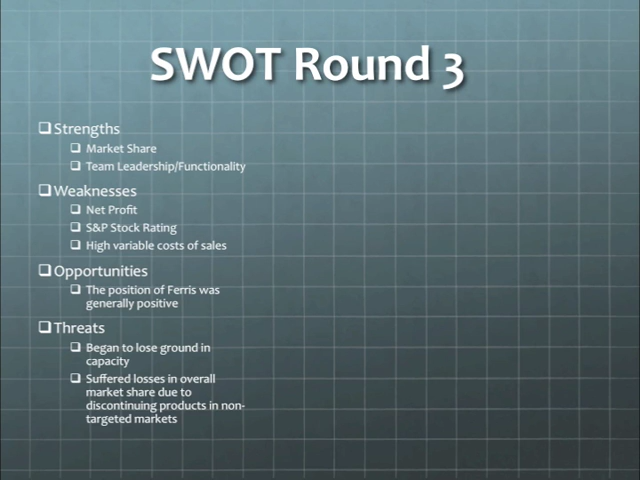 SWOT Round 3
Strengths
Market Share
Team Leadership/Functionality
Weaknesses
Net Profit
S&P Stock Rating
High variable costs of sales
Opportunities
The position of Ferris was
generally positive
Threats
Began to lose ground in
capacity
Suffered losses in overall
market share due to
discontinuing products in non-
targeted markets